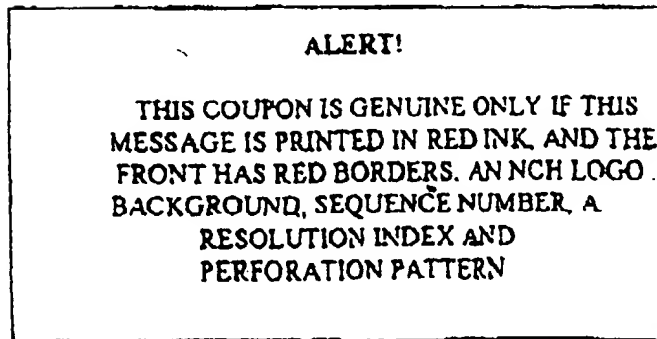 ALERT!
THIS COUPON IS GENUINE ONLY IF THIS
MESSAGE IS PRINTED IN RED INK, AND THE
FRONT HAS RED BORDERS. AN NCH LOGO
BACKGROUND, SEQUENCE NUMBER, A
RESOLUTION INDEX AND
PERFORATION PATTERN